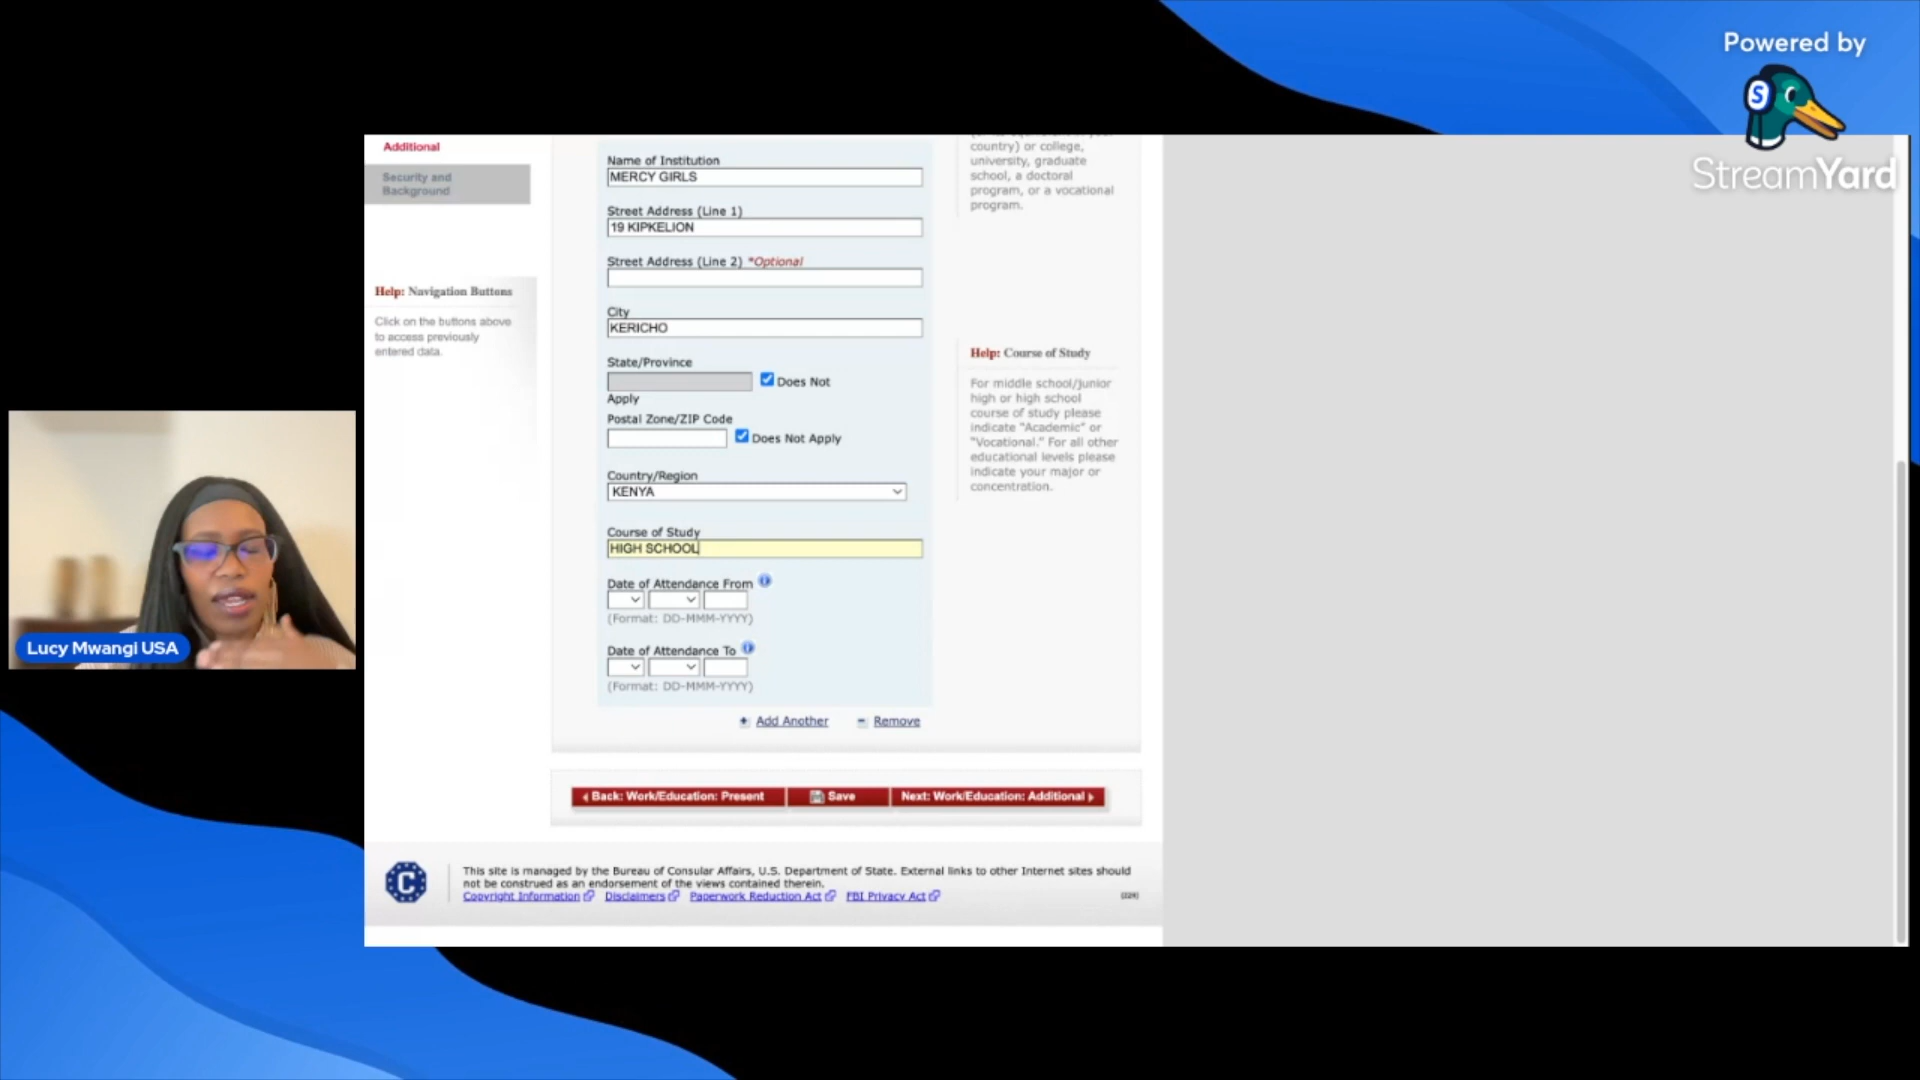 Powered by
StreamYard
Additional
Security and
Background
Help: Navigation Buttons
Click on the buttons above
to access previously
entered data.
Lucy Mwangi USA
Name of Institution
MERCY GIRLS
Street Address (Line 1)
19 KIPKELION
Street Address (Line 2) *Optional
City
KERICHO
State/Province
Does Not
Apply
Postal Zone/ZIP Code
Does Not Apply
Country/Region
KENYA
Course of Study
HIGH SCHOOL
Date of Attendance From
(Format: DD-MMM-YYYY)
Date of Attendance To
(Format: DD-MMM-YYYY)
Add Another
Remove
country) or college,
university, graduate
school, a doctoral
program, or a vocational
program.
Help: Course of Study
For middle school/junior
high or high school
course of study please
indicate "Academic" or
"Vocational." For all other
educational levels please
indicate your major or
concentration.
Back: Work/Education: Present
Save
Next: Work/Education: Additional
C
This site is managed by the Bureau of Consular Affairs, U.S. Department of State. External links to other Internet sites should
not be construed as an endorsement of the views contained therein.
Copyright Information Disclaimers Paperwork Reduction Act FBI Privacy Act